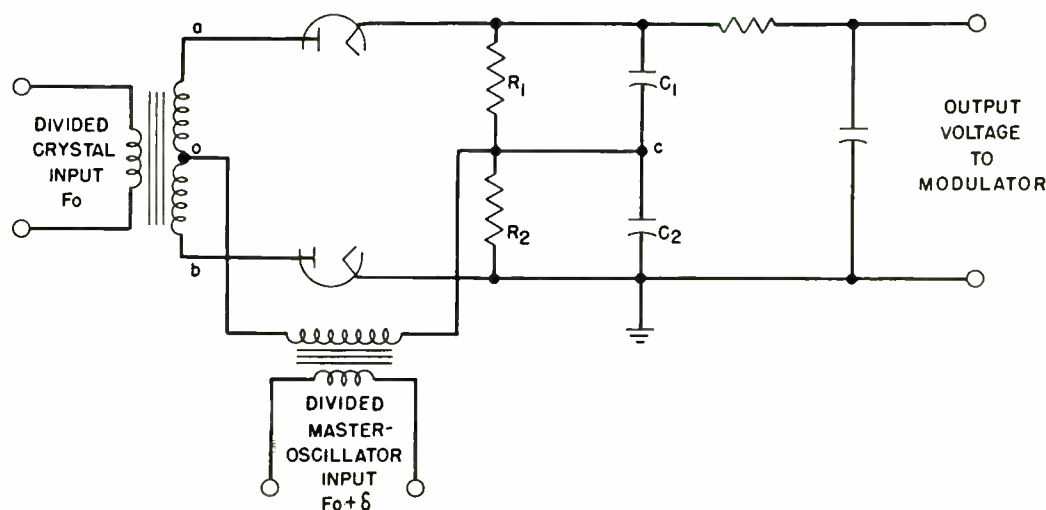 a
R1
C1
DIVIDED
CRYSTAL
INPUT
Fo
o
c
OUTPUT
VOLTAGE
TO
MODULATOR
R2
C2
b
DIVIDED
MASTER-
OSCILLATOR
INPUT
Fo+δ